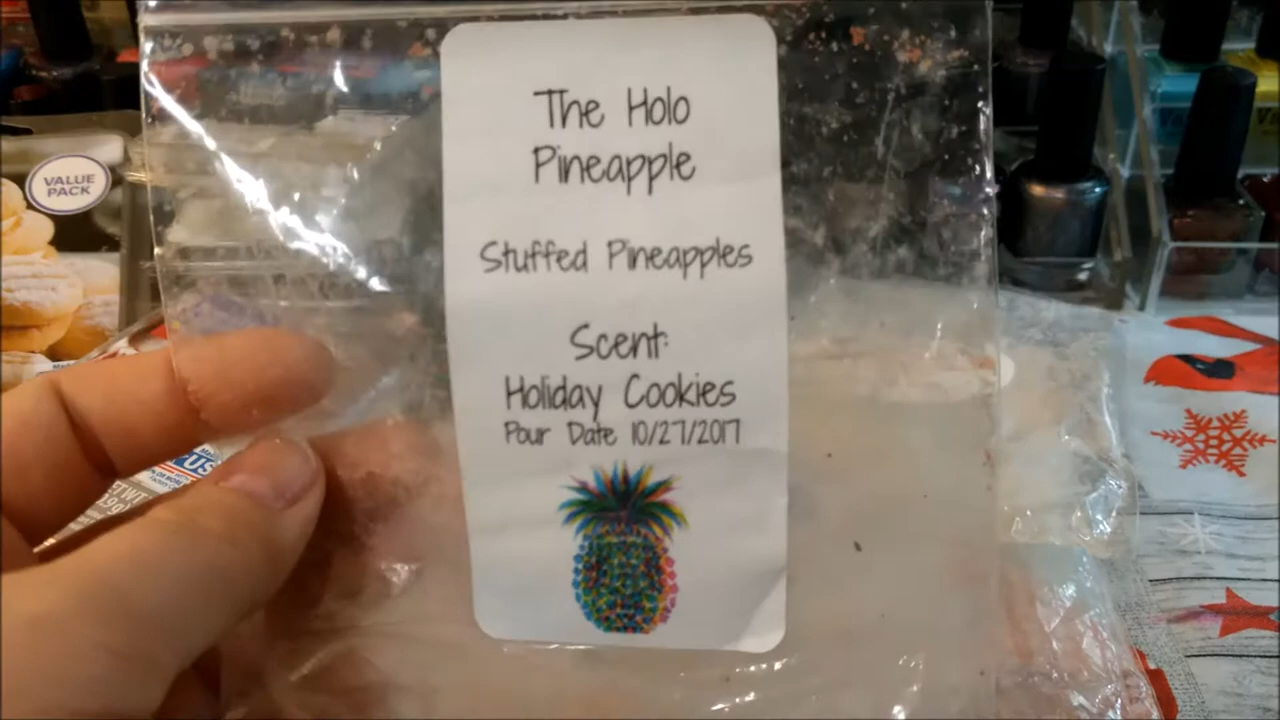 The Holo
Pineapple
Stuffed Pineapples
Scent:
Holiday Cookies
Pour Date 10/27/2017
VALUE
PACK